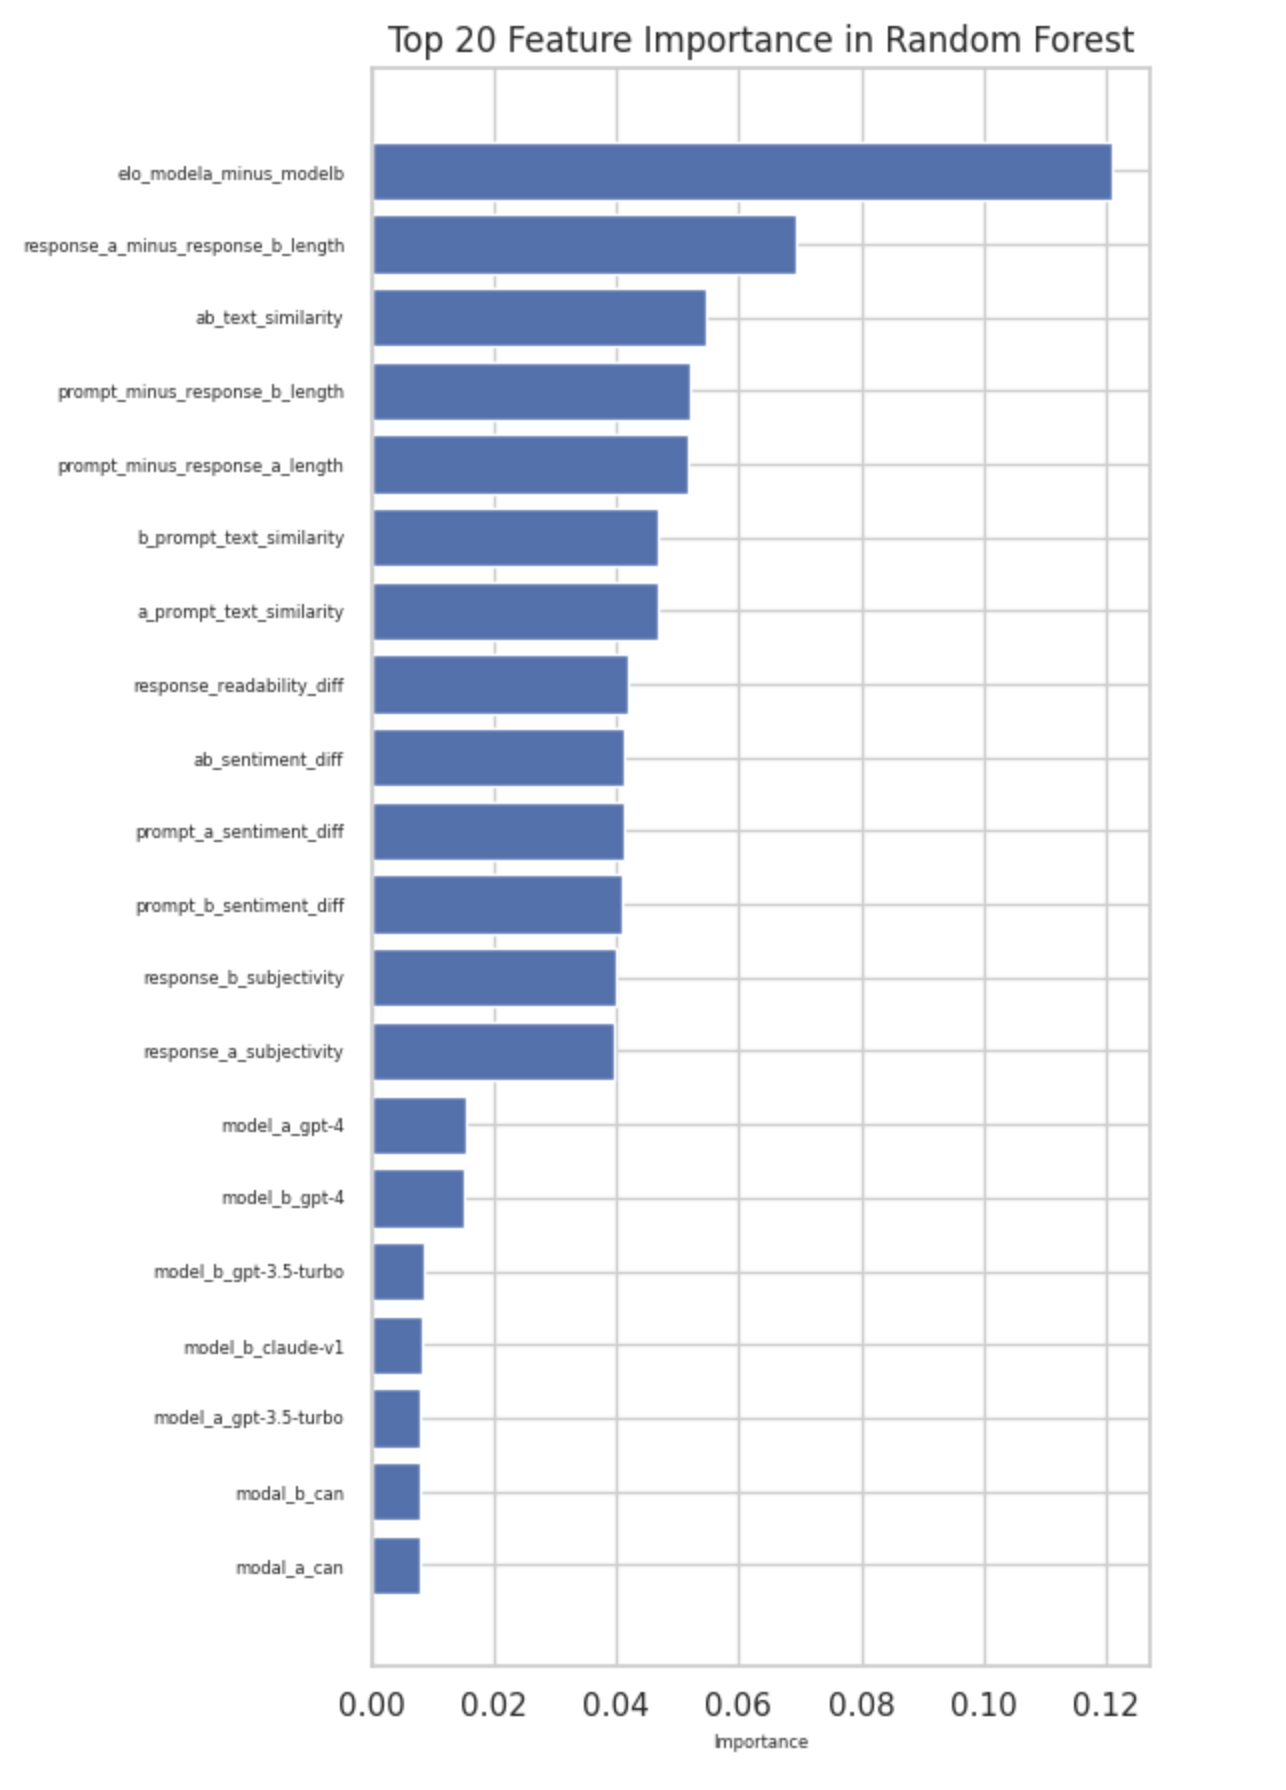 Top 20 Feature Importance in Random Forest
elo_modela_minus_modelb
response_a_minus_response_b_length
ab_text_similarity
prompt_minus_response_b_length
prompt_minus_response_a_length
b_prompt_text_similarity
a_prompt_text_similarity
response_readability_diff
ab_sentiment_diff
prompt_a_sentiment_diff
prompt_b_sentiment_diff
response_b_subjectivity
response_a_subjectivity
model_a_gpt-4
model_b_gpt-4
model_b_gpt-3.5-turbo
model_b_claude-v1
model_a_gpt-3.5-turbo
modal_b_can
modal_a_can
0.00 0.02 0.04 0.06 0.08 0.10 0.12
Importance